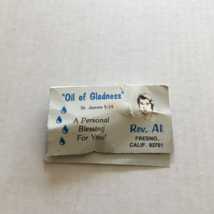 "Oil of Gladness"
St. James 5:14
A Personal
Blessing
For You!
Rev. Al
FRESNO,
CALIF. 93761